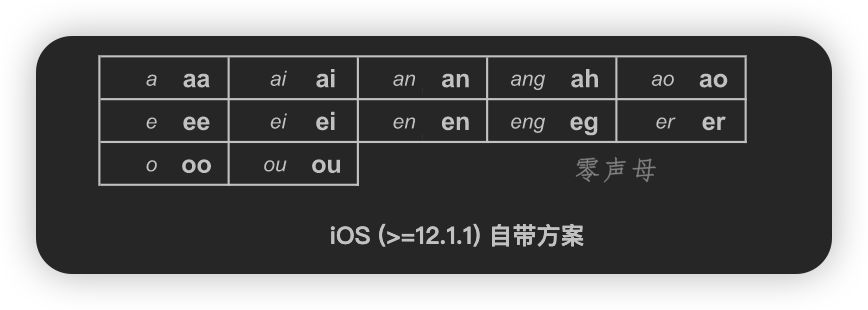 a aa ai ai an an ang ah ao ao
e ee ei ei en en eng eg er er
o oo ou ou
零声母
iOS (>=12.1.1) 自带方案